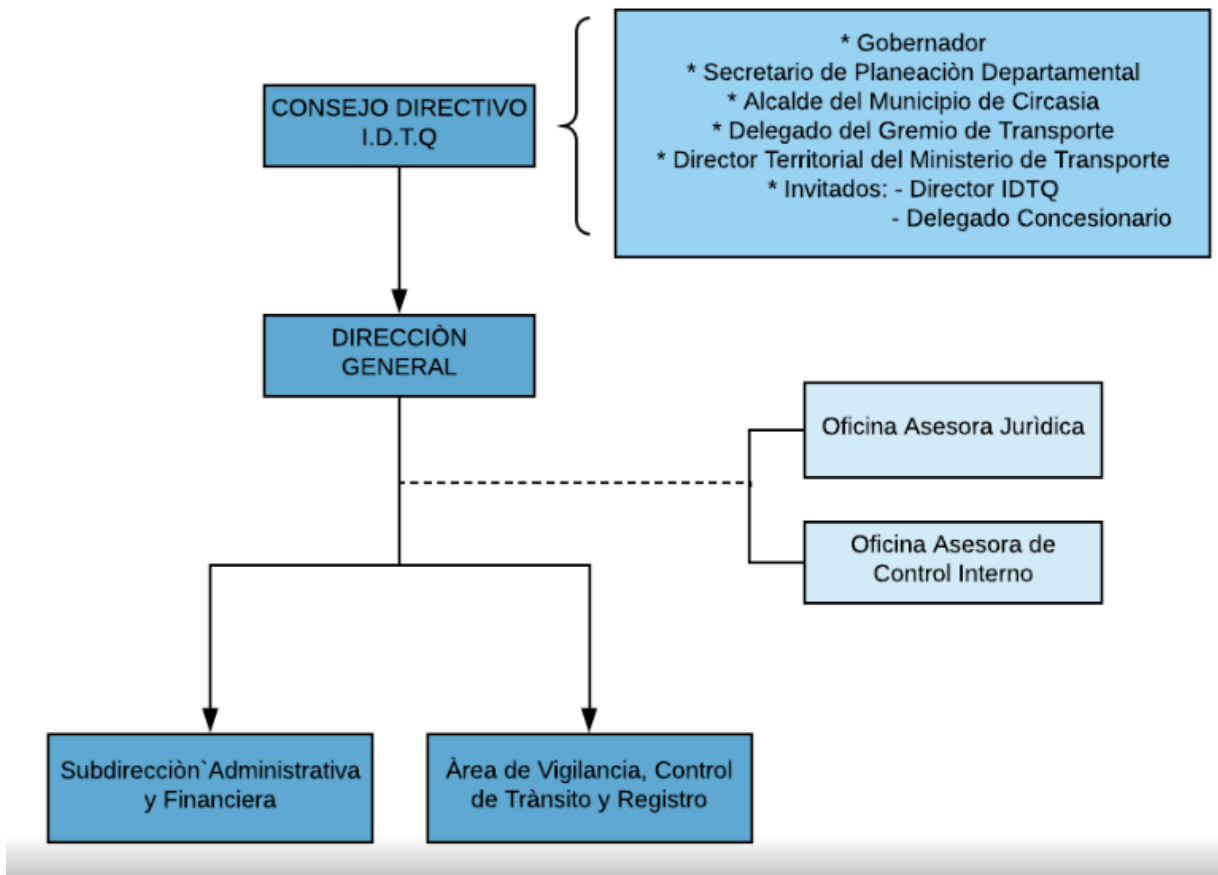 CONSEJO DIRECTIVO
I.D.T.Q
* Gobernador
* Secretario de Planeaciòn Departamental
* Alcalde del Municipio de Circasia
* Delegado del Gremio de Transporte
* Director Territorial del Ministerio de Transporte
* Invitados: - Director IDTQ
- Delegado Concesionario
DIRECCIÒN
GENERAL
Oficina Asesora Jurìdica
Oficina Asesora de
Control Interno
Subdirecciòn`Administrativa
y Financiera
Àrea de Vigilancia, Control
de Trànsito y Registro